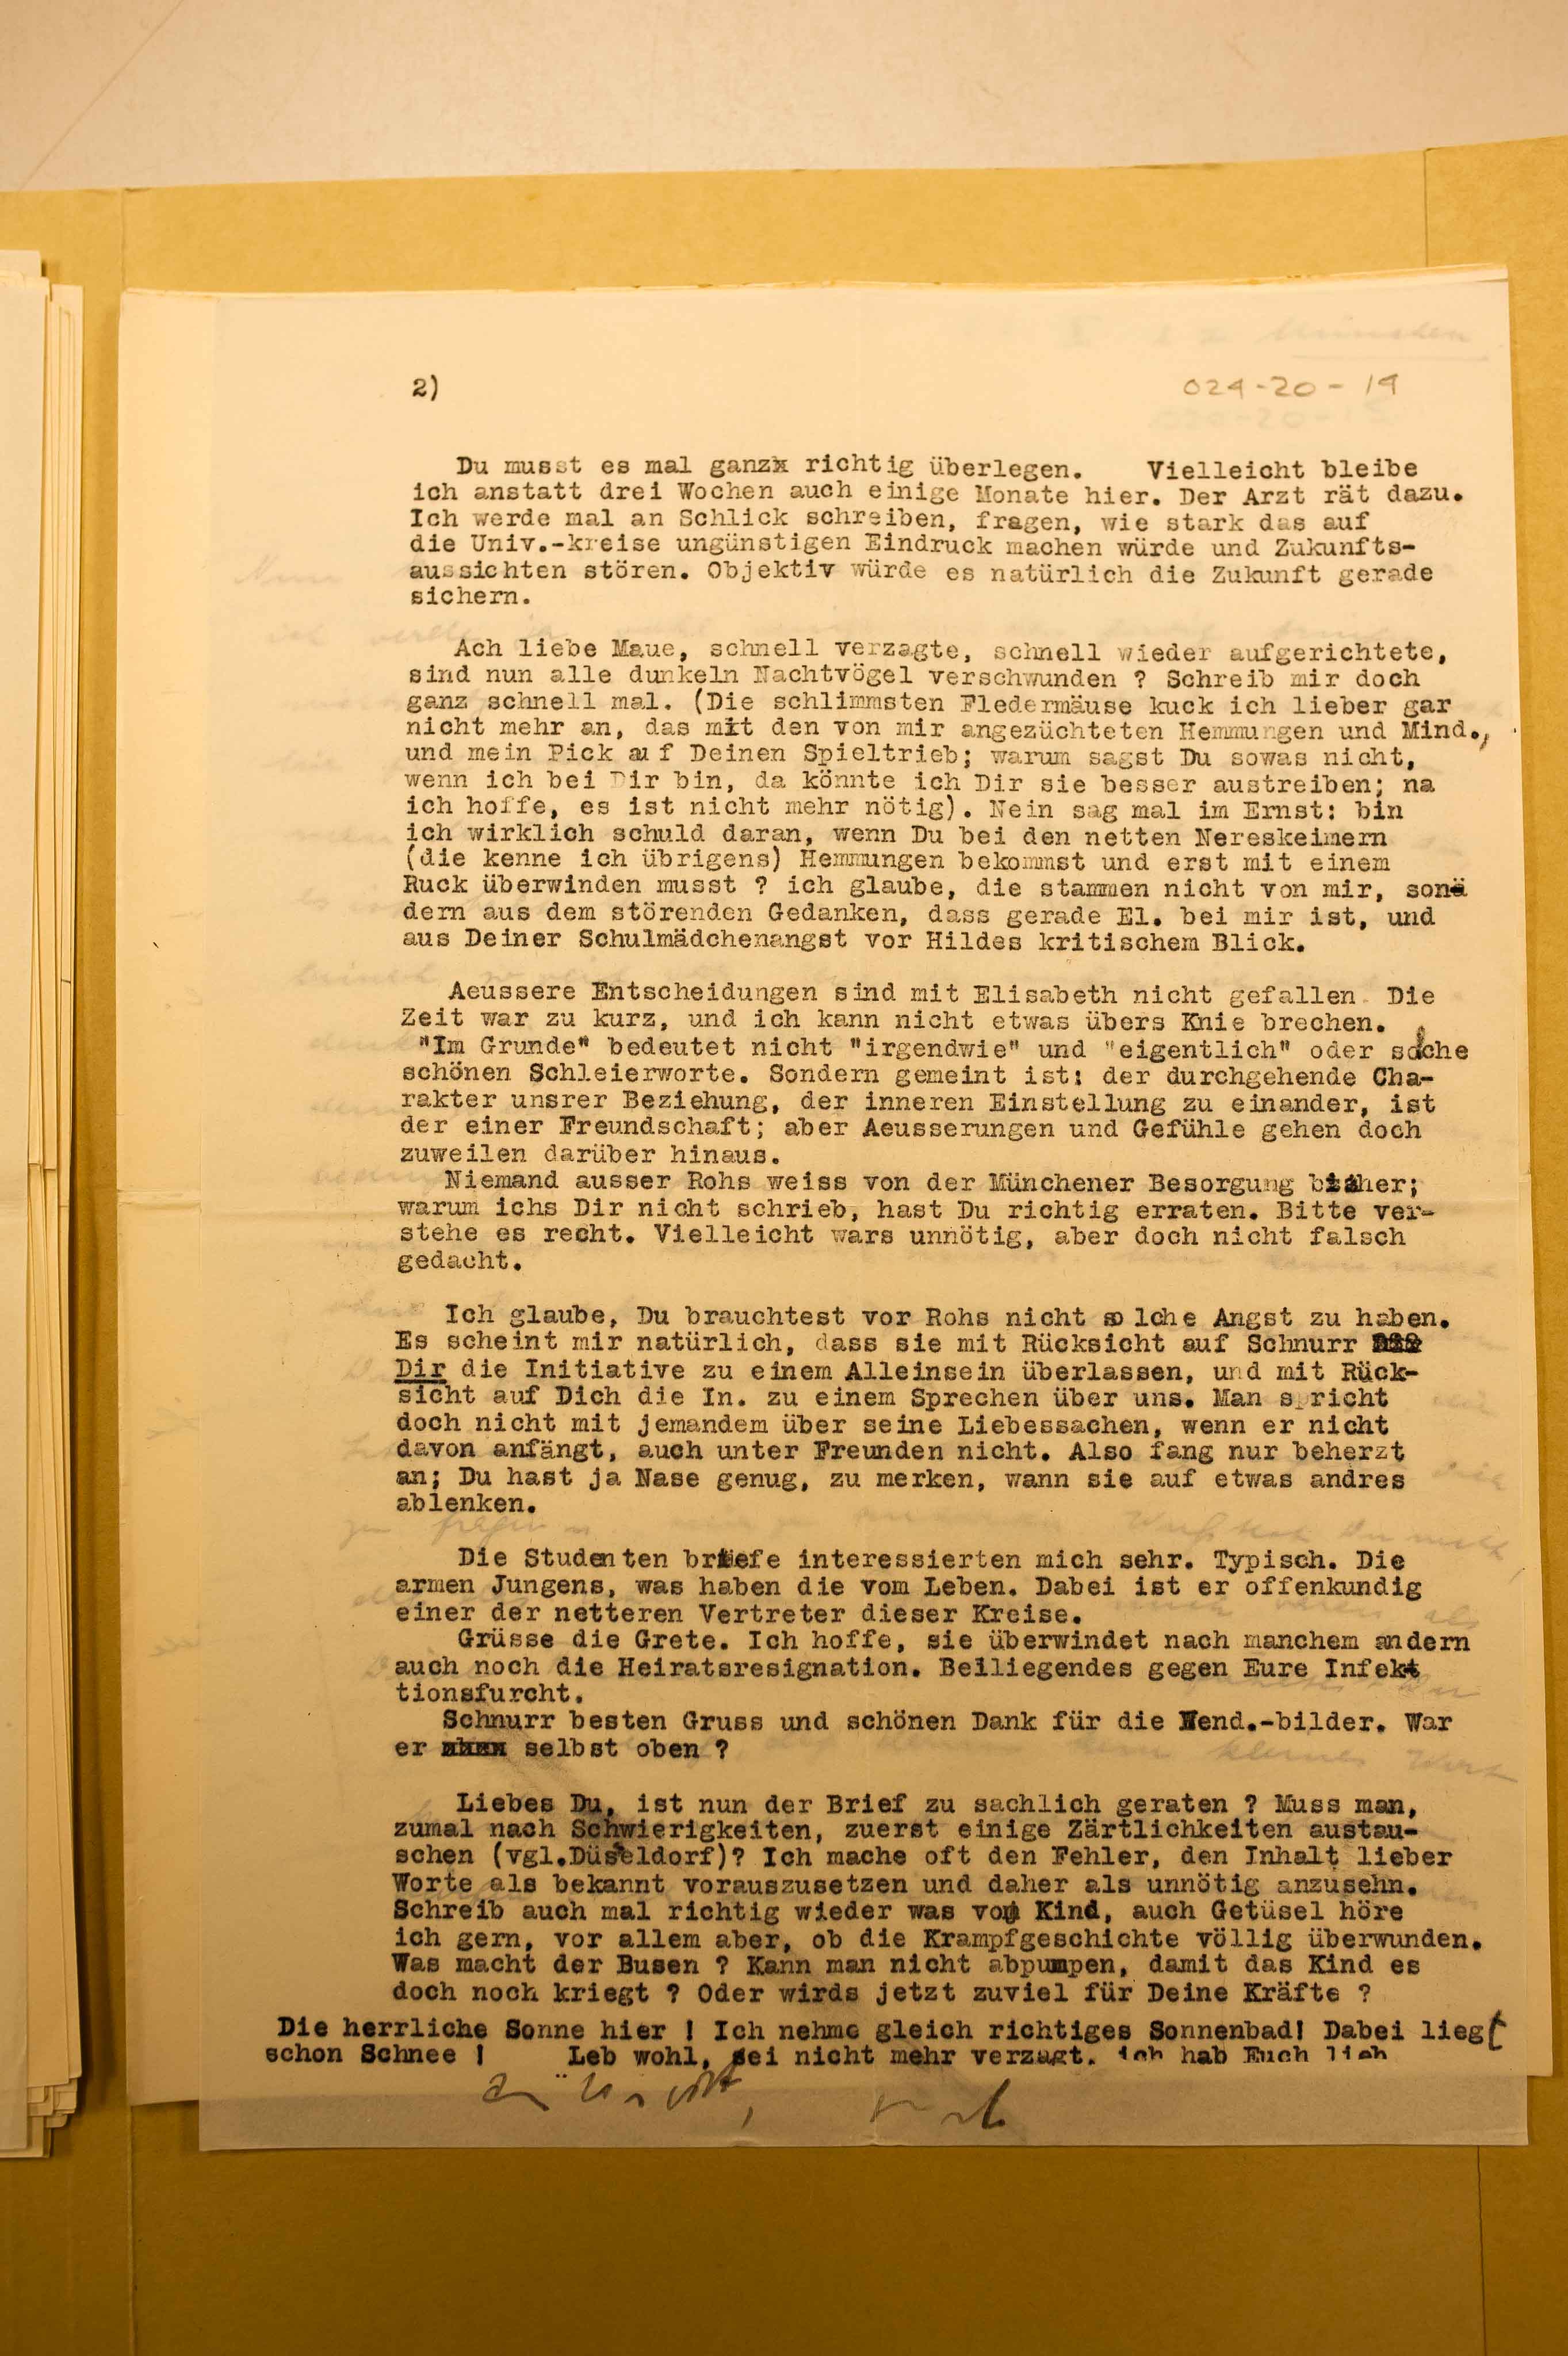 2)
024-20-19
Du musst es mal ganzx richtig überlegen. Vielleicht bleibe
ich anstatt drei Wochen auch einige Monate hier. Der Arzt rät dazu.
Ich werde mal an Schlick schreiben, fragen, wie stark das auf
die Univ.-kreise ungünstigen Eindruck machen würde und Zukunfts-
aussichten stören. Objektiv würde es natürlich die Zukunft gerade
sichern.
Ach liebe Maue, schnell verzagte, schnell wieder aufgerichtete,
sind nun alle dunkeln Nachtvögel verschwunden ? Schreib mir doch
ganz schnell mal. (Die schlimmsten Fledermäuse kuck ich lieber gar
nicht mehr an, das mit den von mir angezüchteten Hemmungen und Mind.,
und mein Pick auf Deinen Spieltrieb; warum sagst Du sowas nicht,
wenn ich bei Dir bin, da könnte ich Dir sie besser austreiben; na
ich hoffe, es ist nicht mehr nötig). Nein sag mal im Ernst: bin
ich wirklich schuld daran, wenn Du bei den netten Nereskeimern
(die kenne ich übrigens) Hemmungen bekommst und erst mit einem
Ruck überwinden musst ? ich glaube, die stammen nicht von mir, son-
dern aus dem störenden Gedanken, dass gerade El. bei mir ist, und
aus Deiner Schulmädchenangst vor Hildes kritischem Blick.
Aeussere Entscheidungen sind mit Elisabeth nicht gefallen. Die
Zeit war zu kurz, und ich kann nicht etwas übers Knie brechen.
"Im Grunde" bedeutet nicht "irgendwie" und "eigentlich" oder solche
schönen Schleierworte. Sondern gemeint ist: der durchgehende Cha-
rakter unsrer Beziehung, der inneren Einstellung zu einander, ist
der einer Freundschaft; aber Aeusserungen und Gefühle gehen doch
zuweilen darüber hinaus.
Niemand ausser Rohs weiss von der Münchener Besorgung bisher;
warum ichs Dir nicht schrieb, hast Du richtig erraten. Bitte ver-
stehe es recht. Vielleicht wars unnötig, aber doch nicht falsch
gedacht.
Ich glaube, Du brauchtest vor Rohs nicht solche Angst zu haben.
Es scheint mir natürlich, dass sie mit Rücksicht auf Schnurr
Dir die Initiative zu einem Alleinsein überlassen, und mit Rück-
sicht auf Dich die In. zu einem Sprechen über uns. Man spricht
doch nicht mit jemandem über seine Liebessachen, wenn er nicht
davon anfängt, auch unter Freunden nicht. Also fang nur beherzt
an; Du hast ja Nase genug, zu merken, wann sie auf etwas andres
ablenken.
Die Studenten briefe interessierten mich sehr. Typisch. Die
armen Jungens, was haben die vom Leben. Dabei ist er offenkundig
einer der netteren Vertreter dieser Kreise.
Grüsse die Grete. Ich hoffe, sie überwindet nach manchem andern
auch noch die Heiratsresignation. Beiliegendes gegen Eure Infek-
tionsfurcht.
Schnurr besten Gruss und schönen Dank für die Wend.-bilder. War
er selbst oben ?
Liebes Du, ist nun der Brief zu sachlich geraten ? Muss man,
zumal nach Schwierigkeiten, zuerst einige Zärtlichkeiten austau-
schen (vgl.Düsseldorf)? Ich mache oft den Fehler, den Inhalt lieber
Worte als bekannt vorauszusetzen und daher als unnötig anzusehn.
Schreib auch mal richtig wieder was vom Kind, auch Getüsel höre
ich gern, vor allem aber, ob die Krampfgeschichte völlig überwunden.
Was macht der Busen ? Kann man nicht abpumpen, damit das Kind es
doch noch kriegt ? Oder wirds jetzt zuviel für Deine Kräfte ?
Die herrliche Sonne hier ! Ich nehme gleich richtiges Sonnenbad! Dabei liegt
schon Schnee ! Leb wohl, sei nicht mehr verzagt. ich hab Euch lieb